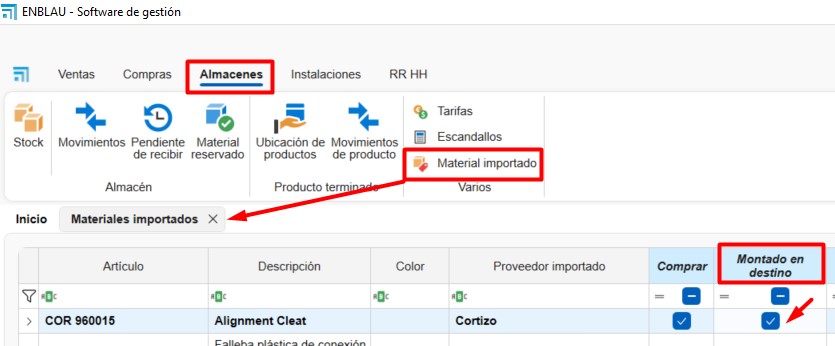 ENBLAU - Software de gestión
Ventas Compras Almacenes Instalaciones RR HH
Stock
Movimientos
Pendiente
de recibir
Material
reservado
Almacén
Ubicación de
productos
Movimientos
de producto
Producto terminado
Tarifas
Escandallos
Material importado
Varios
Inicio Materiales importados
Artículo Descripción Color Proveedor importado Comprar Montado en
destino
COR 960015 Alignment Cleat Cortizo
Falleba plástica de conexión